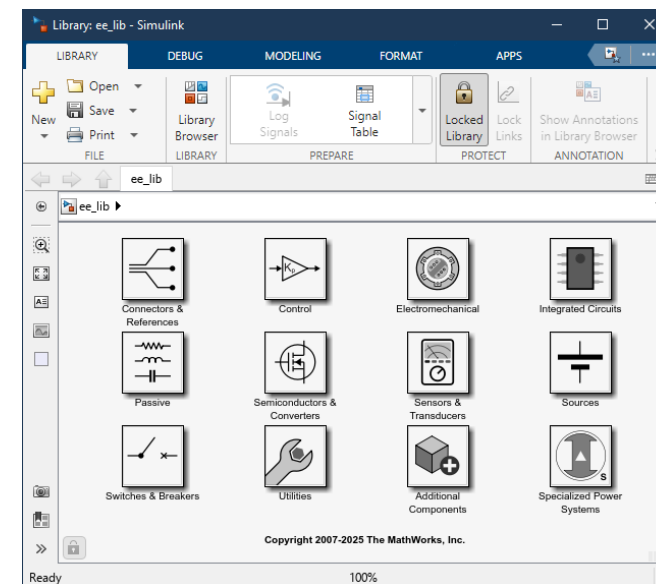 Library: ee_lib - Simulink
LIBRARY DEBUG MODELING FORMAT APPS
New
Open
Save
Print
FILE
Library
Browser
LIBRARY
Log
Signals
Signal
Table
PREPARE
Locked
Library
Lock
Links
PROTECT
Show Annotations
in Library Browser
ANNOTATION
ee_lib
ee_lib
Connectors &
References
Kp
Control
Electromechanical
Integrated Circuits
Passive
Semiconductors &
Converters
Sensors &
Transducers
Sources
Switches & Breakers
Utilities
Additional
Components
S
Specialized Power
Systems
Copyright 2007-2025 The MathWorks, Inc.
Ready 100%